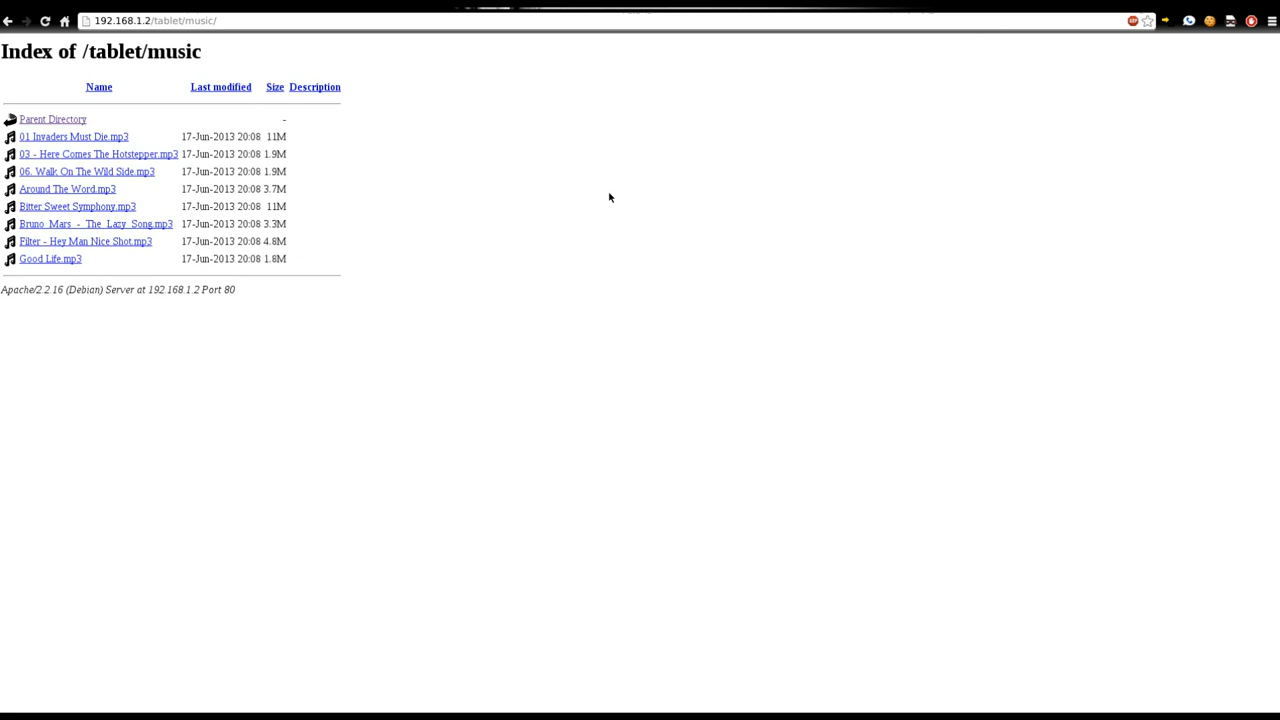 192.168.1.2/tablet/music/
Index of /tablet/music
Name Last modified Size Description
Parent Directory -
01 Invaders Must Die.mp3 17-Jun-2013 20:08 11M
03 - Here Comes The Hotstepper.mp3 17-Jun-2013 20:08 1.9M
06. Walk On The Wild Side.mp3 17-Jun-2013 20:08 1.9M
Around The Word.mp3 17-Jun-2013 20:08 3.7M
Bitter Sweet Symphony.mp3 17-Jun-2013 20:08 11M
Bruno_Mars_-_The_Lazy_Song.mp3 17-Jun-2013 20:08 3.3M
Filter - Hey Man Nice Shot.mp3 17-Jun-2013 20:08 4.8M
Good Life.mp3 17-Jun-2013 20:08 1.8M
Apache/2.2.16 (Debian) Server at 192.168.1.2 Port 80